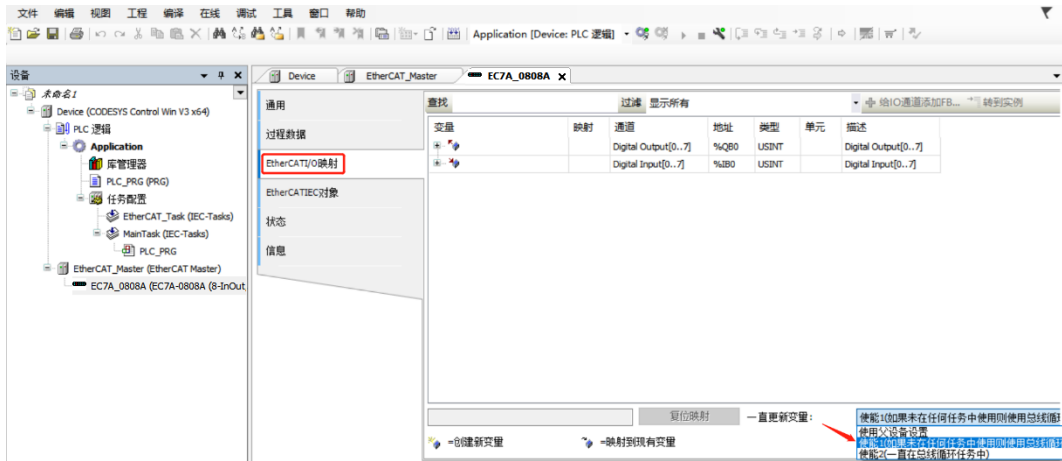 文件 编辑 视图 工程 编译 在线 调试 工具 窗口 帮助
Application [Device: PLC 逻辑]
设备
Device
EtherCAT_Master
EC7A_0808A
未命名1
Device (CODESYS Control Win V3 x64)
PLC 逻辑
Application
库管理器
PLC_PRG (PRG)
任务配置
EtherCAT_Task (IEC-Tasks)
MainTask (IEC-Tasks)
PLC_PRG
EtherCAT_Master (EtherCAT Master)
EC7A_0808A (EC7A-0808A (8-InOut
通用
过程数据
EtherCATI/O映射
EtherCATIEC对象
状态
信息
查找 过滤 显示所有 给IO通道添加FB... 转到实例
变量 映射 通道 地址 类型 单元 描述
Digital Output[0..7] %QB0 USINT Digital Output[0..7]
Digital Input[0..7] %IB0 USINT Digital Input[0..7]
复位映射 一直更新变量: 使能1(如果未在任何任务中使用则使用总线循环
使用父设备设置
使能1(如果未在任何任务中使用则使用总线循环
使能2(一直在总线循环任务中)
=创建新变量 =映射到现有变量